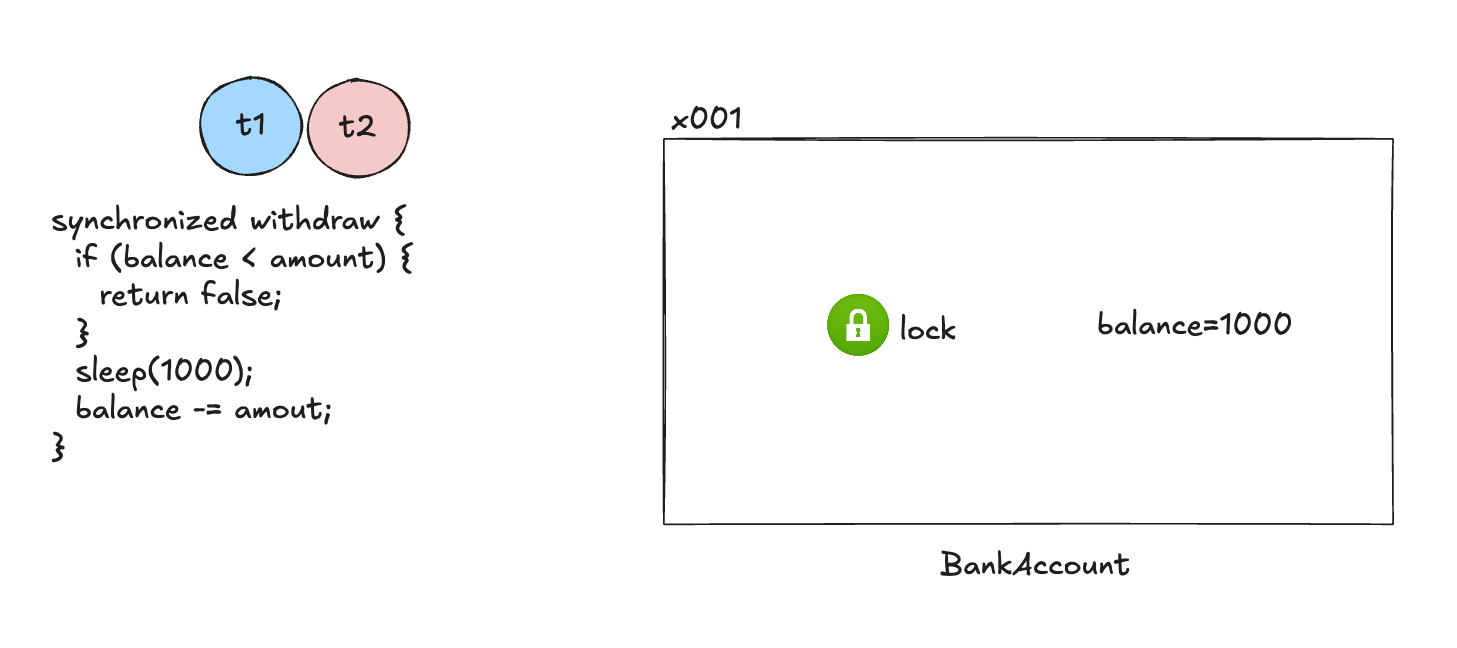 t1 t2
synchronized withdraw {
if (balance < amount) {
return false;
}
sleep(1000);
balance -= amout;
}
x001
lock
balance=1000
BankAccount